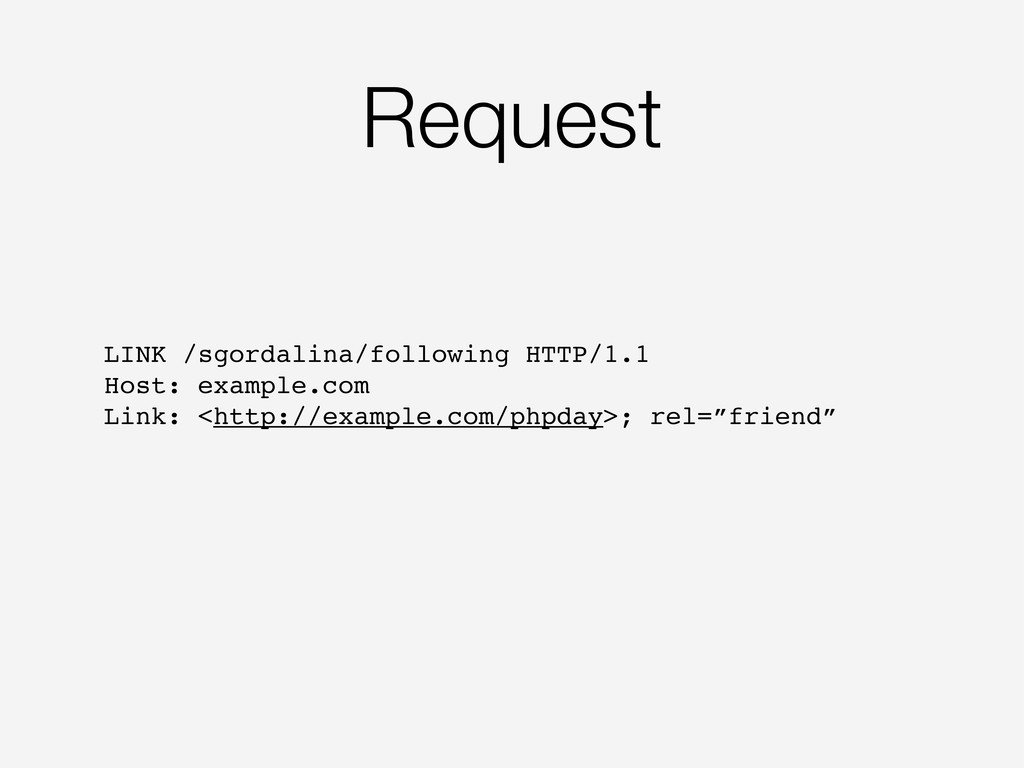 Request
LINK /sgordalina/following HTTP/1.1
Host: example.com
Link: <http://example.com/phpday>; rel=”friend”